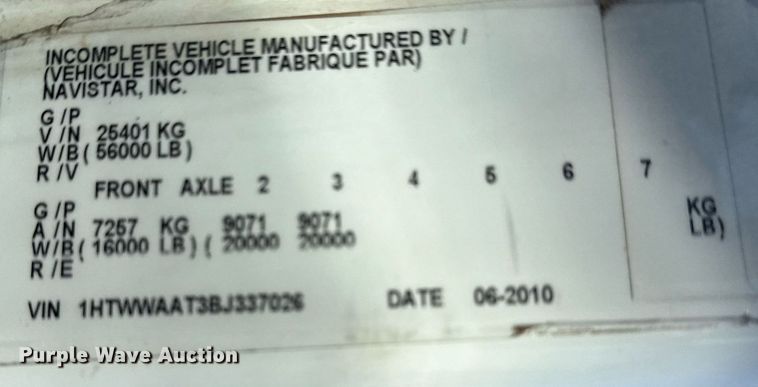 INCOMPLETE VEHICLE MANUFACTURED BY /
(VEHICULE INCOMPLET FABRIQUE PAR)
NAVISTAR, INC.
G /P
V /N 25401 KG
W/B ( 56000 LB )
R /V
FRONT AXLE 2 3 4 5 6 7
G /P
A /N 7257 KG 9071 9071 KG
W/B ( 16000 LB ) ( 20000 20000 LB)
R /E
VIN 1HTWWAAT3BJ337026 DATE 06-2010
Purple Wave Auction